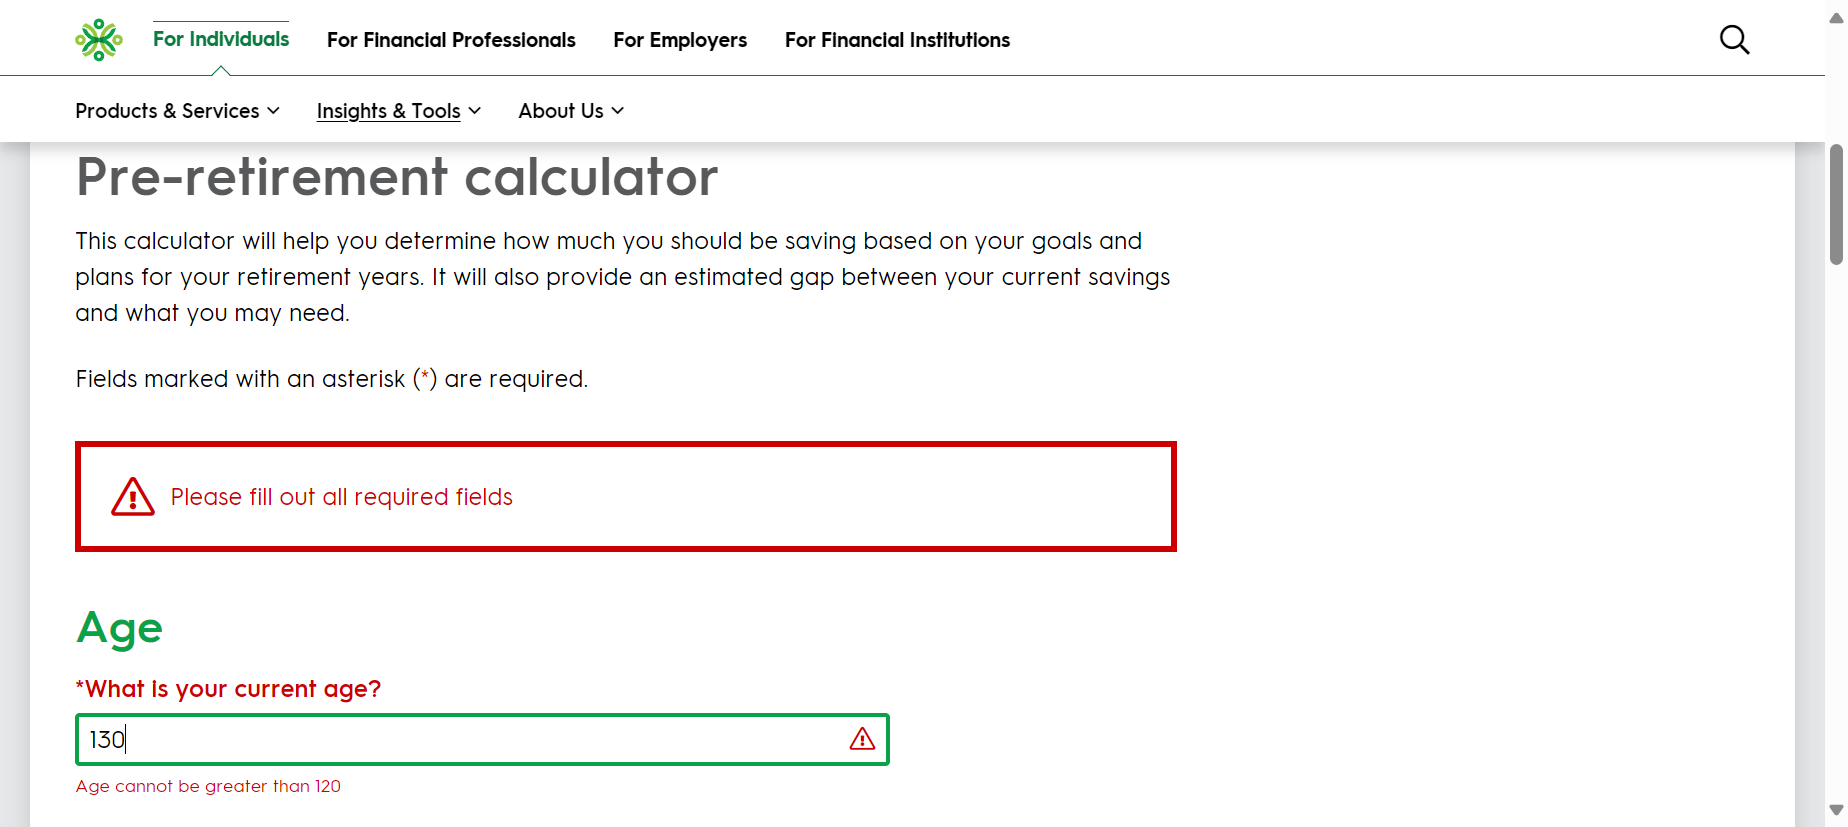 For Individuals For Financial Professionals For Employers For Financial Institutions
Products & Services Insights & Tools About Us
Pre-retirement calculator
This calculator will help you determine how much you should be saving based on your goals and
plans for your retirement years. It will also provide an estimated gap between your current savings
and what you may need.
Fields marked with an asterisk (*) are required.
Please fill out all required fields
Age
*What is your current age?
130
Age cannot be greater than 120